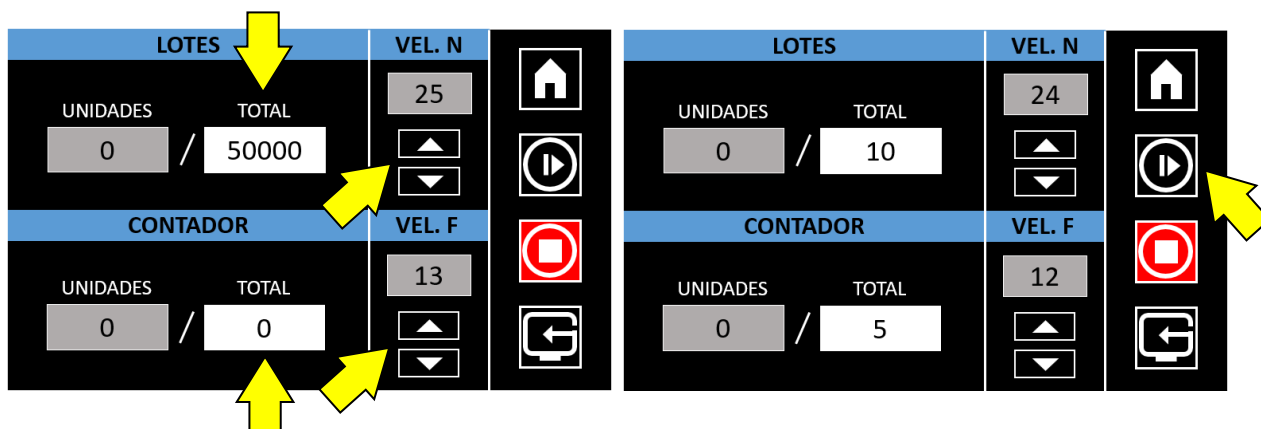 LOTES
VEL. N
UNIDADES
TOTAL
25
0 / 50000
CONTADOR
VEL. F
UNIDADES
TOTAL
13
0 / 0
LOTES
VEL. N
UNIDADES
TOTAL
24
0 / 10
CONTADOR
VEL. F
UNIDADES
TOTAL
12
0 / 5